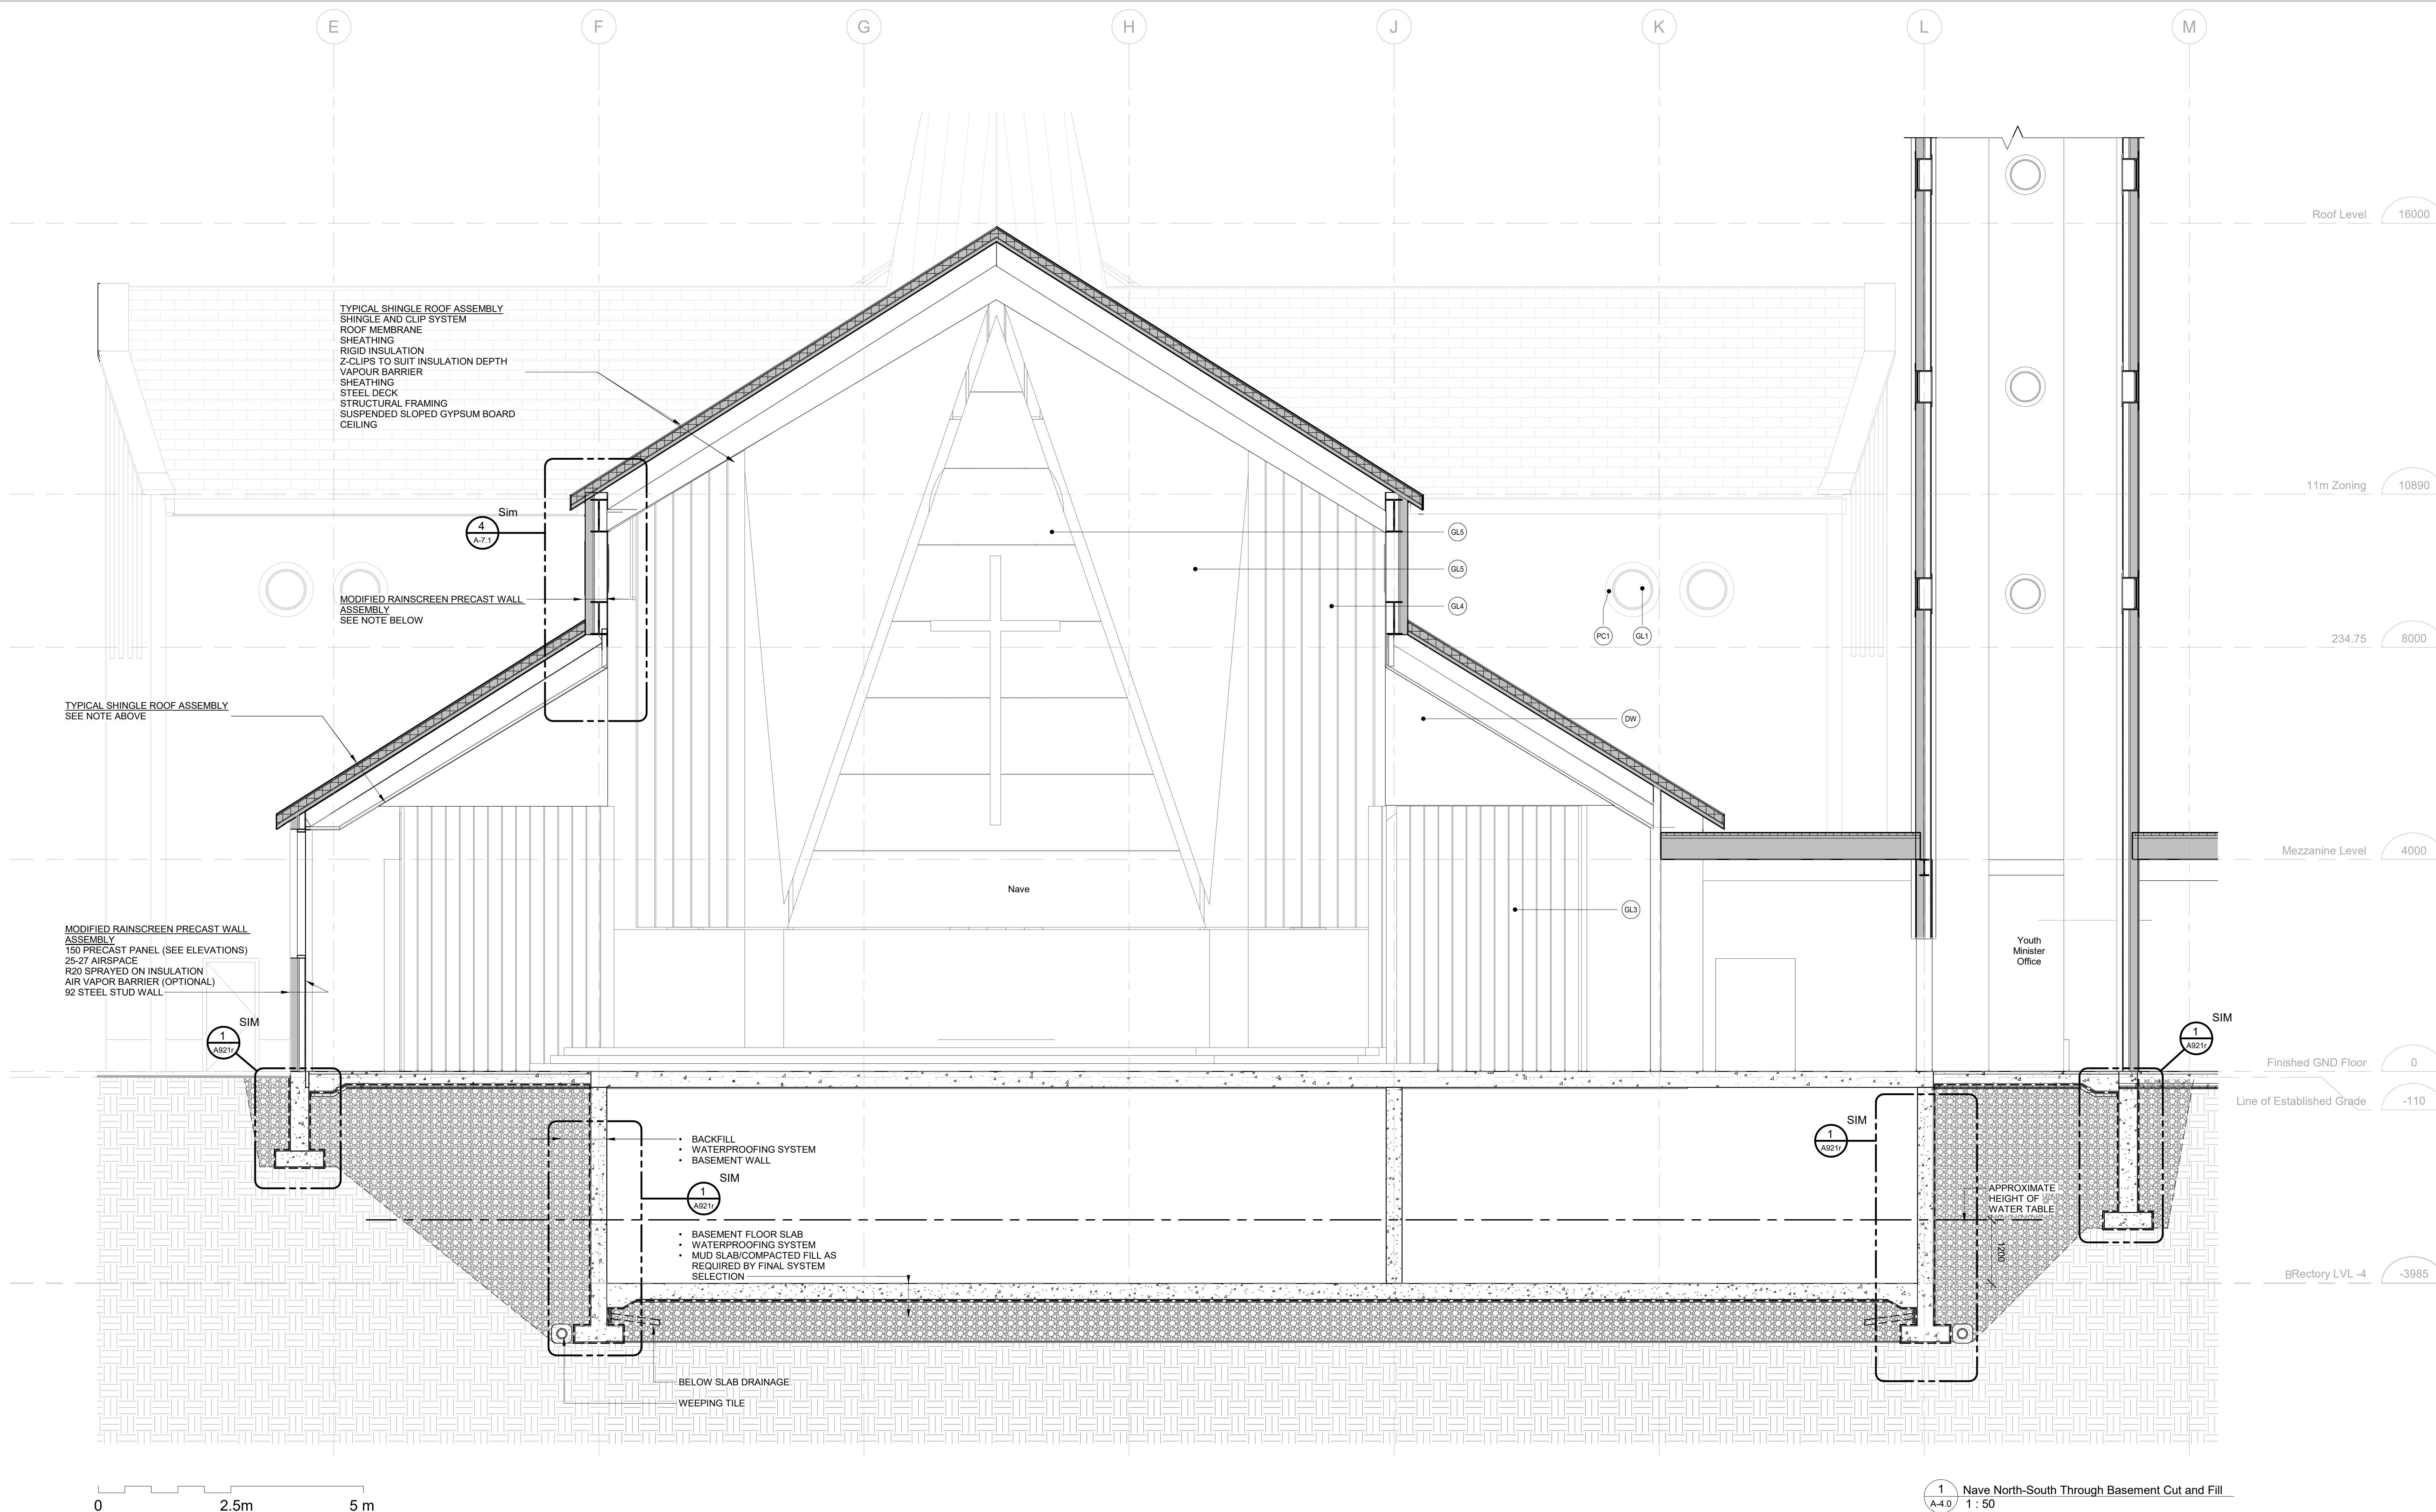 E
F
G
H
J
K
L
M
Roof Level 16000
TYPICAL SHINGLE ROOF ASSEMBLY
SHINGLE AND CLIP SYSTEM
ROOF MEMBRANE
SHEATHING
RIGID INSULATION
Z-CLIPS TO SUIT INSULATION DEPTH
VAPOUR BARRIER
SHEATHING
STEEL DECK
STRUCTURAL FRAMING
SUSPENDED SLOPED GYPSUM BOARD
CEILING
11m Zoning 10890
4
A-7.1
Sim
GL5
GL5
GL4
MODIFIED RAINSCREEN PRECAST WALL
ASSEMBLY
SEE NOTE BELOW
PC1
GL1
234.75 8000
TYPICAL SHINGLE ROOF ASSEMBLY
SEE NOTE ABOVE
DW
Mezzanine Level 4000
Nave
GL3
MODIFIED RAINSCREEN PRECAST WALL
ASSEMBLY
150 PRECAST PANEL (SEE ELEVATIONS)
25-27 AIRSPACE
R20 SPRAYED ON INSULATION
AIR VAPOR BARRIER (OPTIONAL)
92 STEEL STUD WALL
Youth
Minister
Office
SIM
1
A921r
SIM
1
A921r
Finished GND Floor 0
Line of Established Grade -110
• BACKFILL
• WATERPROOFING SYSTEM
• BASEMENT WALL
SIM
1
A921r
SIM
1
A921r
APPROXIMATE
HEIGHT OF
WATER TABLE
1200
• BASEMENT FLOOR SLAB
• WATERPROOFING SYSTEM
• MUD SLAB/COMPACTED FILL AS
REQUIRED BY FINAL SYSTEM
SELECTION
BRectory LVL -4 -3985
BELOW SLAB DRAINAGE
WEEPING TILE
0 2.5m 5 m
1
A-4.0
Nave North-South Through Basement Cut and Fill
1 : 50